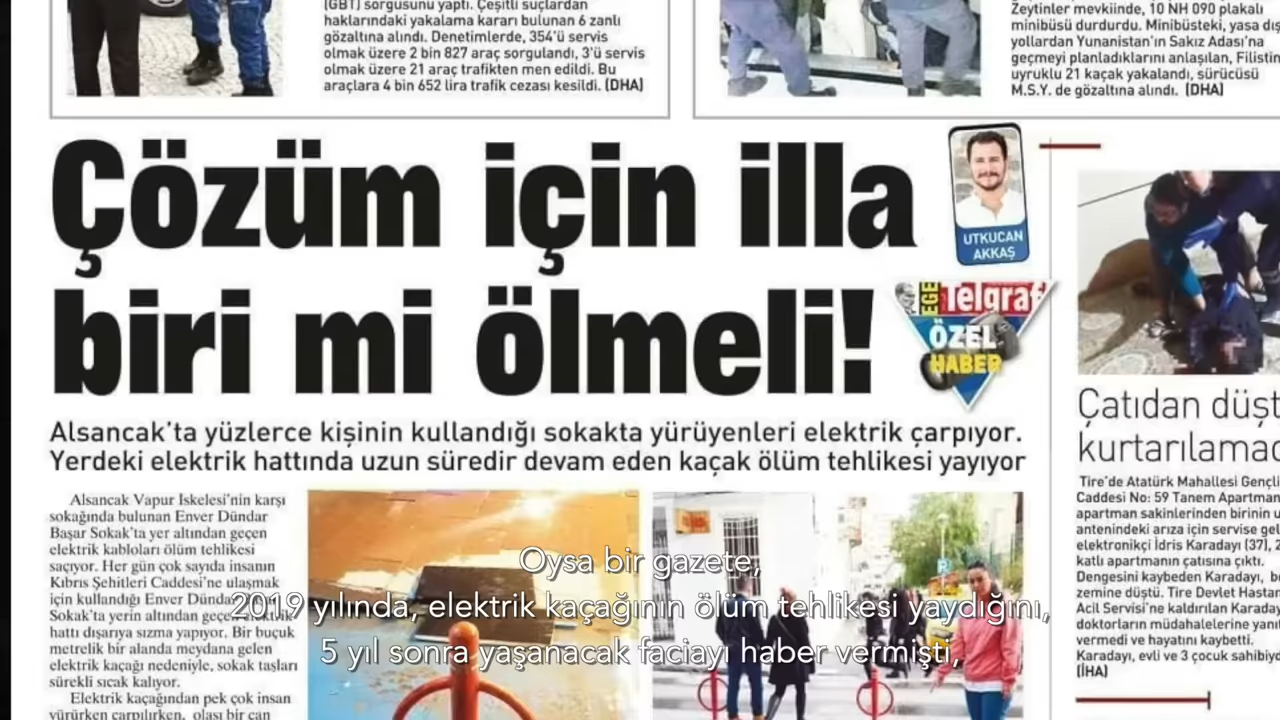 (GBT) sorgusunu yaptı. Çeşitli suçlardan
haklarındaki yakalama kararı bulunan 6 zanlı
gözaltına alındı. Denetimlerde, 354'ü servis
olmak üzere 2 bin 827 araç sorgulandı, 3'ü servis
olmak üzere 21 araç trafikten men edildi. Bu
araçlara 4 bin 652 lira trafik cezası kesildi. (DHA)
Zeytinler mevkiinde, 10 NH 090 plakalı
minibüsü durdurdu. Minibüsteki, yasa dış
yollardan Yunanistan'ın Sakız Adası'na
geçmeyi planladıklarını anlaşılan, Filistin
uyruklu 21 kaçak yakalandı, sürücüsü
M.S.Y. de gözaltına alındı. (DHA)
Çözüm için illa
biri mi ölmeli!
UTKUCAN
AKKAŞ
EGE Telgraf
ÖZEL
HABER
Alsancak'ta yüzlerce kişinin kullandığı sokakta yürüyenleri elektrik çarpıyor.
Yerdeki elektrik hattında uzun süredir devam eden kaçak ölüm tehlikesi yayıyor
Alsancak Vapur İskelesi'nin karşı
sokağında bulunan Enver Dündar
Başar Sokak'ta yer altından geçen
elektrik kabloları ölüm tehlikesi
saçıyor. Her gün çok sayıda insanın
Kıbrıs Şehitleri Caddesi'ne ulaşmak
için kullandığı Enver Dündar
Sokak'ta yerin altından geçen elektrik
hattı dışarıya sızma yapıyor. Bir buçuk
metrelik bir alanda meydana gelen
elektrik kaçağı nedeniyle, sokak taşları
sürekli sıcak kalıyor.
Elektrik kaçağından pek çok insan
yürürken çarpılırken, olası bir can
Çatıdan düşt
kurtarılamad
Tire'de Atatürk Mahallesi Gençli
Caddesi No: 59 Tanem Apartman
apartman sakinlerinden birinin u
antenindeki arıza için servise gel
elektronikçi İdris Karadayı (37), 2
katlı apartmanın çatısına çıktı.
Dengesini kaybeden Karadayı, be
zemine düştü. Tire Devlet Hastan
Acil Servisi'ne kaldırılan Karaday
doktorların müdahalelerine yanıt
vermedi ve hayatını kaybetti.
Karadayı, evli ve 3 çocuk sahibiyd
(İHA)
Oysa bir gazete,
2019 yılında, elektrik kaçağının ölüm tehlikesi yaydığını,
5 yıl sonra yaşanacak faciayı haber vermişti,